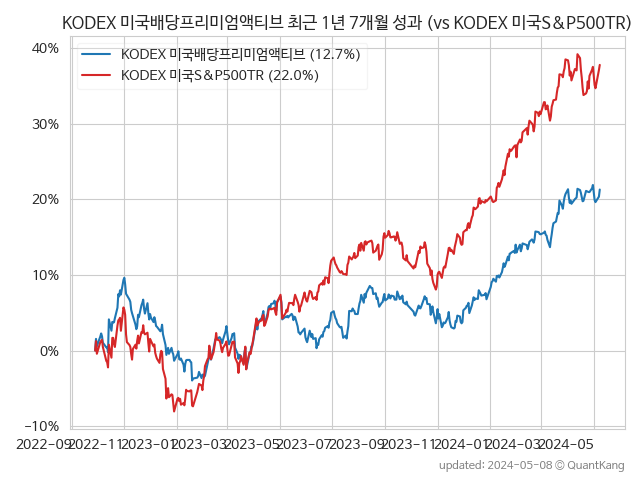 KODEX 미국배당프리미엄액티브 최근 1년 7개월 성과 (vs KODEX 미국S&P500TR)
KODEX 미국배당프리미엄액티브 (12.7%)
KODEX 미국S&P500TR (22.0%)
40%
30%
20%
10%
0%
−10%
2022-09 2022-11 2023-01 2023-03 2023-05 2023-07 2023-09 2023-11 2024-01 2024-03 2024-05
updated: 2024-05-08 © QuantKang